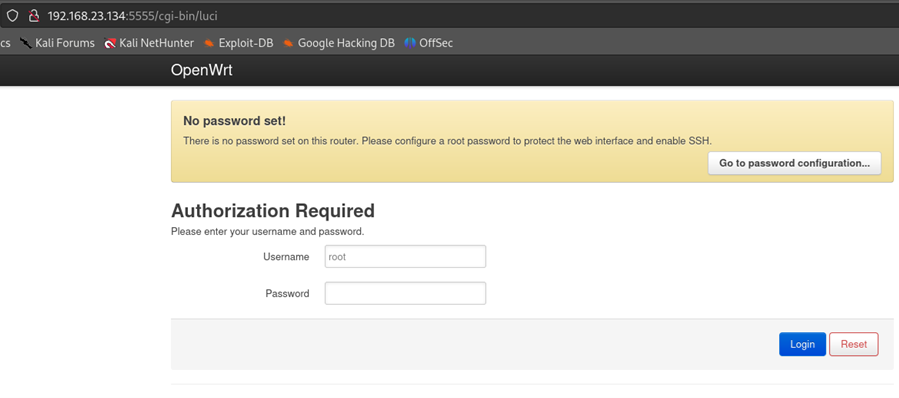 192.168.23.134:5555/cgi-bin/luci
cs Kali Forums Kali NetHunter Exploit-DB Google Hacking DB OffSec
OpenWrt
No password set!
There is no password set on this router. Please configure a root password to protect the web interface and enable SSH.
Go to password configuration...
Authorization Required
Please enter your username and password.
Username root
Password
Login Reset